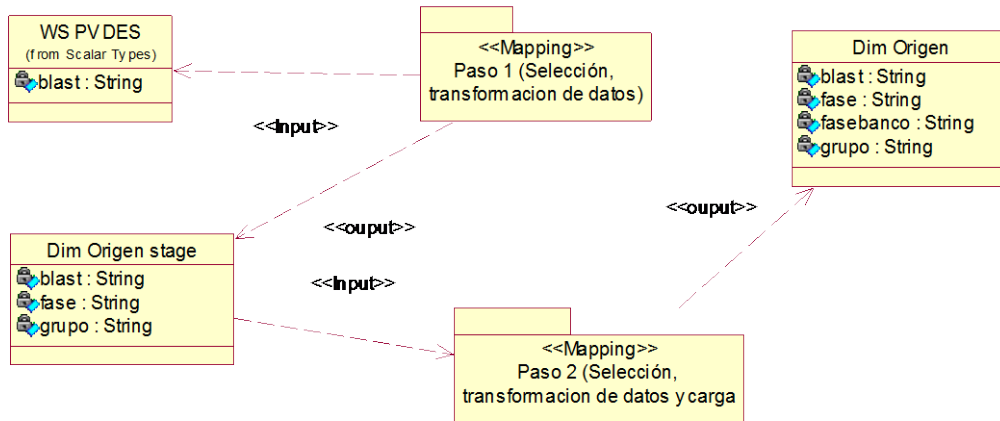 WS PVDES
(from Scalar Types)
blast : String
<<Mapping>>
Paso 1 (Selección,
transformacion de datos)
Dim Origen
blast : String
fase : String
fasebanco : String
grupo : String
<<Input>>
<<ouput>>
<<ouput>>
Dim Origen stage
blast : String
fase : String
grupo : String
<<Input>>
<<Mapping>>
Paso 2 (Selección,
transformacion de datos y carga